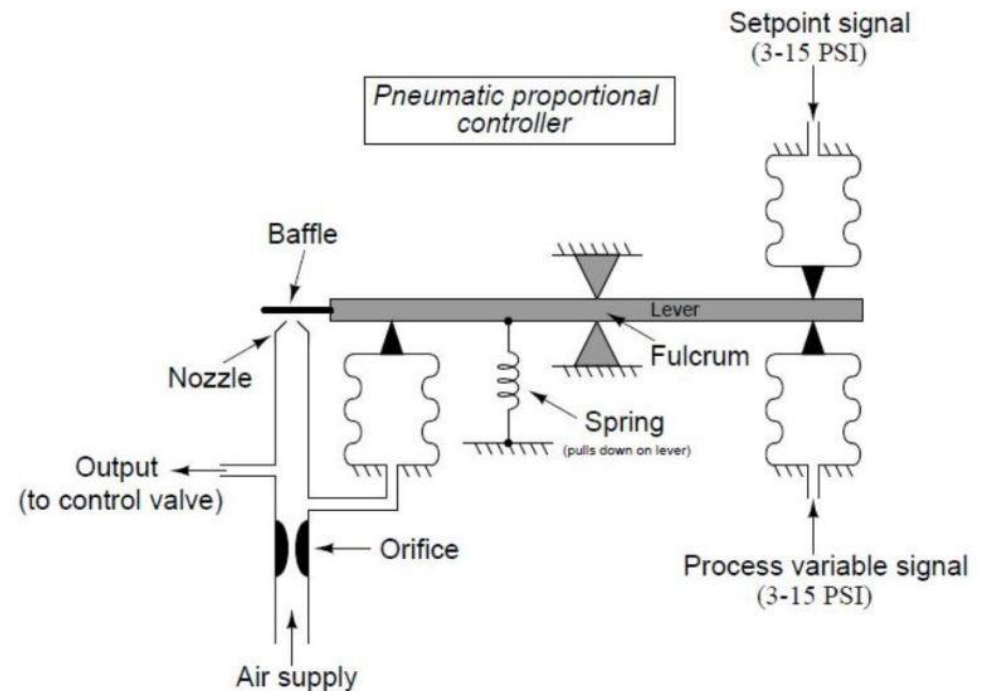 Setpoint signal
(3-15 PSI)
Pneumatic proportional
controller
Baffle
Lever
Nozzle
Fulcrum
Spring
(pulls down on lever)
Output
(to control valve)
Orifice
Process variable signal
(3-15 PSI)
Air supply